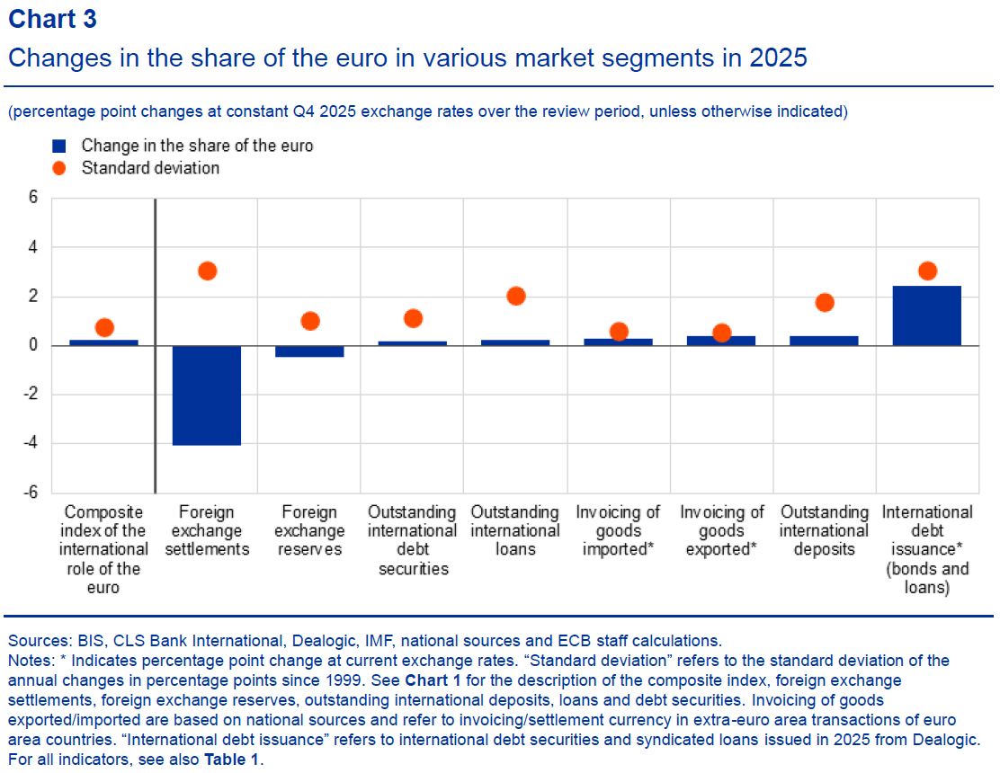 Chart 3
Changes in the share of the euro in various market segments in 2025
(percentage point changes at constant Q4 2025 exchange rates over the review period, unless otherwise indicated)
Change in the share of the euro
Standard deviation
6
4
2
0
-2
-4
-6
Composite
index of the
international
role of the
euro
Foreign
exchange
settlements
Foreign
exchange
reserves
Outstanding
international
debt
securities
Outstanding
international
loans
Invoicing of
goods
imported*
Invoicing of
goods
exported*
Outstanding
international
deposits
International
debt
issuance*
(bonds and
loans)
Sources: BIS, CLS Bank International, Dealogic, IMF, national sources and ECB staff calculations.
Notes: * Indicates percentage point change at current exchange rates. “Standard deviation” refers to the standard deviation of the
annual changes in percentage points since 1999. See Chart 1 for the description of the composite index, foreign exchange
settlements, foreign exchange reserves, outstanding international deposits, loans and debt securities. Invoicing of goods
exported/imported are based on national sources and refer to invoicing/settlement currency in extra-euro area transactions of euro
area countries. “International debt issuance” refers to international debt securities and syndicated loans issued in 2025 from Dealogic.
For all indicators, see also Table 1.